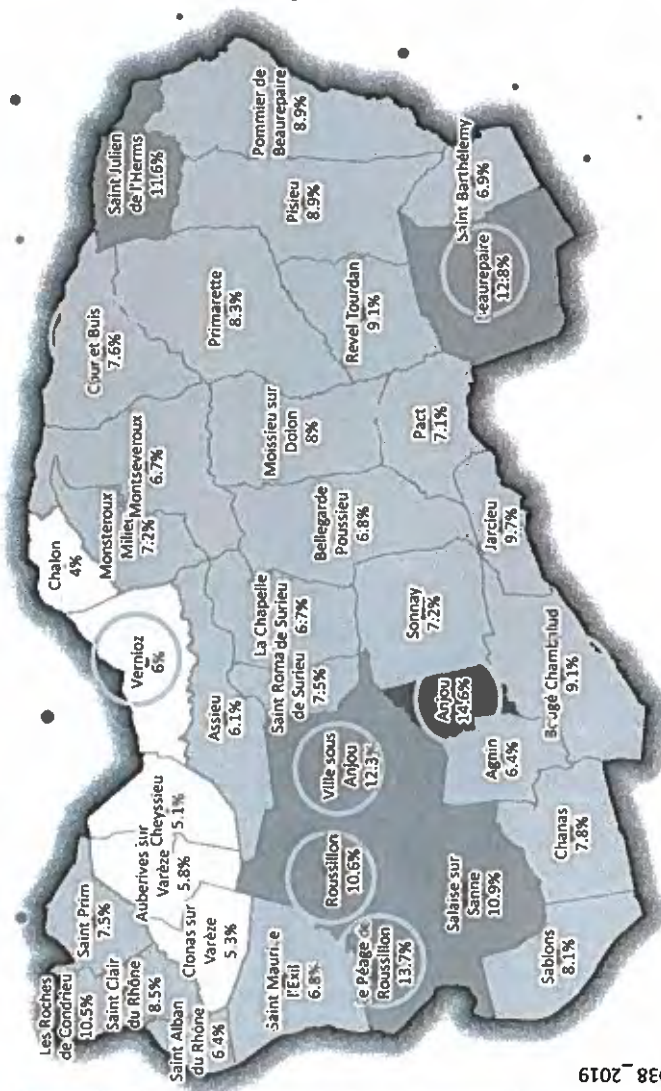 Les Roches
de Condrieu
10.5%
Saint Clair
du Rhône
8.5%
Saint Prim
7.5%
Saint Alban
du Rhône
6.4%
Clonas sur
Varèze
5.3%
Auberives sur
Varèze
5.8%
Cheyssieu
5.1%
Vernioz
6%
Chalon
4%
Monsteroux
Milieu
7.2%
Montseveroux
6.7%
Cour et Buis
7.6%
Saint Julien
de l'Herms
11.6%
Pommier de
Beaurepaire
8.9%
Pisieu
8.9%
Primarette
8.3%
Revel Tourdan
9.1%
Saint Barthélemy
6.9%
Beaurepaire
12.8%
Moissieu sur
Dolon
8%
Pact
7.1%
Bellegarde
Poussieu
6.8%
Jarcieu
9.7%
La Chapelle
de Surieu
6.7%
Saint Romain
de Surieu
7.5%
Assieu
6.1%
Sonnay
7.2%
Anjou
14.6%
Ville sous
Anjou
12.3%
Roussillon
10.6%
Saint Maurice
l'Exil
6.8%
Le Péage de
Roussillon
13.7%
Salaise sur
Sanne
10.9%
Agnin
6.4%
Bougé Chambalud
9.1%
Chanas
7.8%
Sablons
8.1%
038_2019